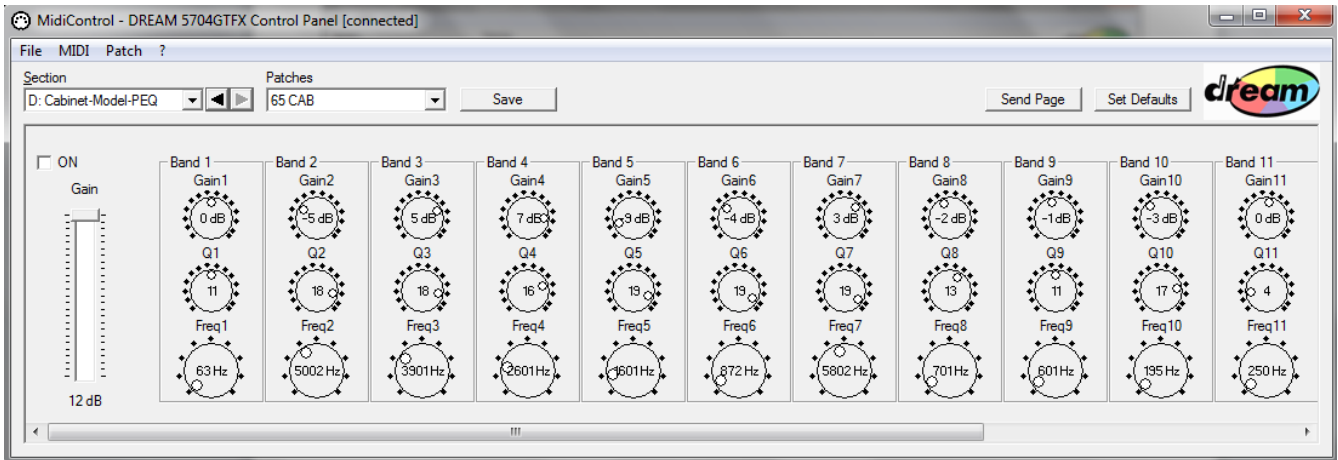 MidiControl - DREAM 5704GTFX Control Panel [connected]
File MIDI Patch ?
Section Patches
D: Cabinet-Model-PEQ 65 CAB Save Send Page Set Defaults dream
ON Band 1 Band 2 Band 3 Band 4 Band 5 Band 6 Band 7 Band 8 Band 9 Band 10 Band 11
Gain Gain1 Gain2 Gain3 Gain4 Gain5 Gain6 Gain7 Gain8 Gain9 Gain10 Gain11
0 dB -5 dB 5 dB 7 dB -9 dB -4 dB 3 dB -2 dB -1 dB -3 dB 0 dB
Q1 Q2 Q3 Q4 Q5 Q6 Q7 Q8 Q9 Q10 Q11
11 18 18 16 19 19 19 13 11 17 4
Freq1 Freq2 Freq3 Freq4 Freq5 Freq6 Freq7 Freq8 Freq9 Freq10 Freq11
63 Hz 5002 Hz 3901 Hz 2601 Hz 1601 Hz 872 Hz 5802 Hz 701 Hz 601 Hz 195 Hz 250 Hz
12 dB